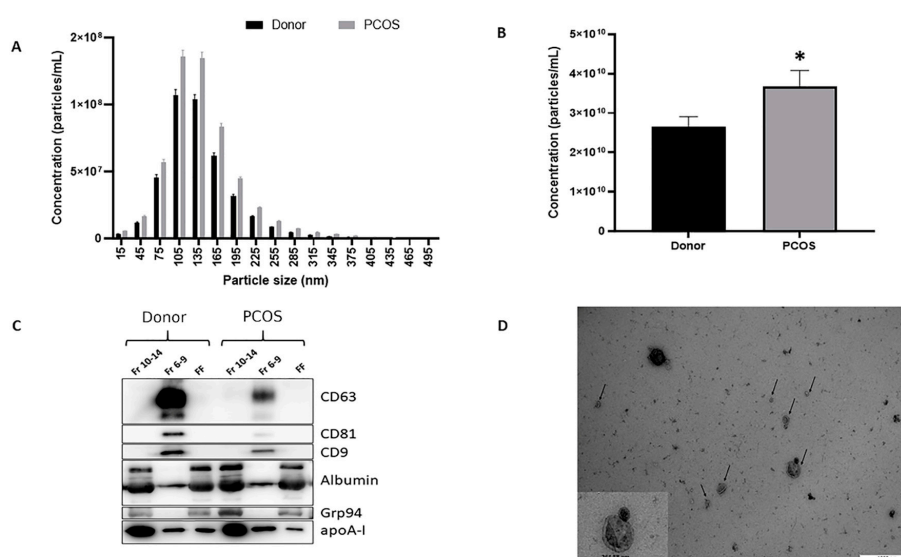 A
Donor
PCOS
Concentration (particles/mL)
2×10⁸
1×10⁸
5×10⁷
0
15
45
75
105
135
165
195
225
255
285
315
345
375
405
435
465
495
Particle size (nm)
B
Concentration (particles/mL)
5×10¹⁰
4×10¹⁰
3×10¹⁰
2×10¹⁰
1×10¹⁰
0
*
Donor
PCOS
C
Donor
PCOS
Fr 10-14
Fr 6-9
FF
Fr 10-14
Fr 6-9
FF
CD63
CD81
CD9
Albumin
Grp94
apoA-I
D